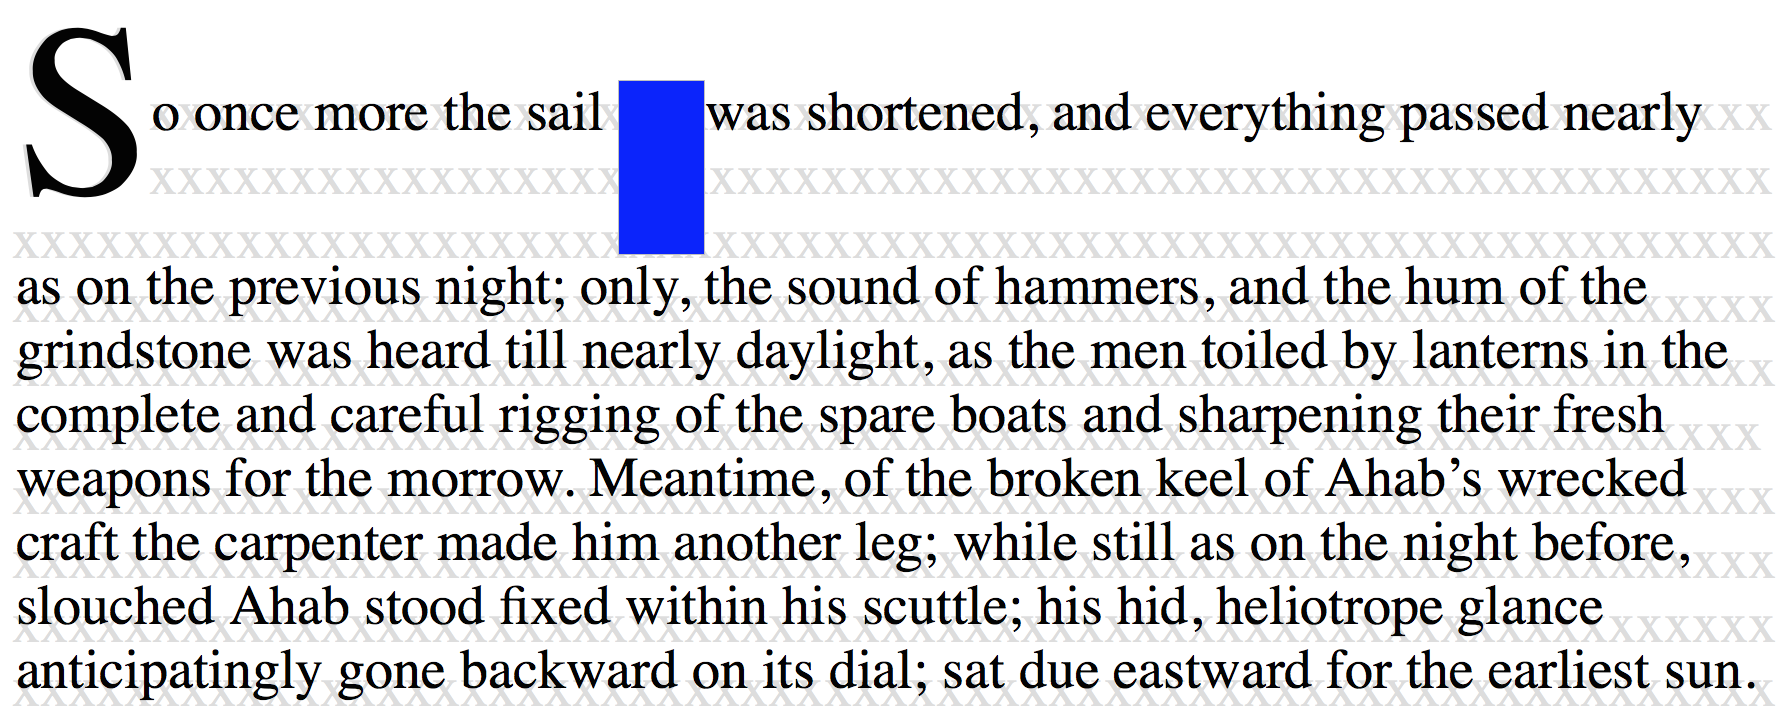 So once more the sail was shortened, and everything passed nearly
as on the previous night; only, the sound of hammers, and the hum of the
grindstone was heard till nearly daylight, as the men toiled by lanterns in the
complete and careful rigging of the spare boats and sharpening their fresh
weapons for the morrow. Meantime, of the broken keel of Ahab’s wrecked
craft the carpenter made him another leg; while still as on the night before,
slouched Ahab stood fixed within his scuttle; his hid, heliotrope glance
anticipatingly gone backward on its dial; sat due eastward for the earliest sun.